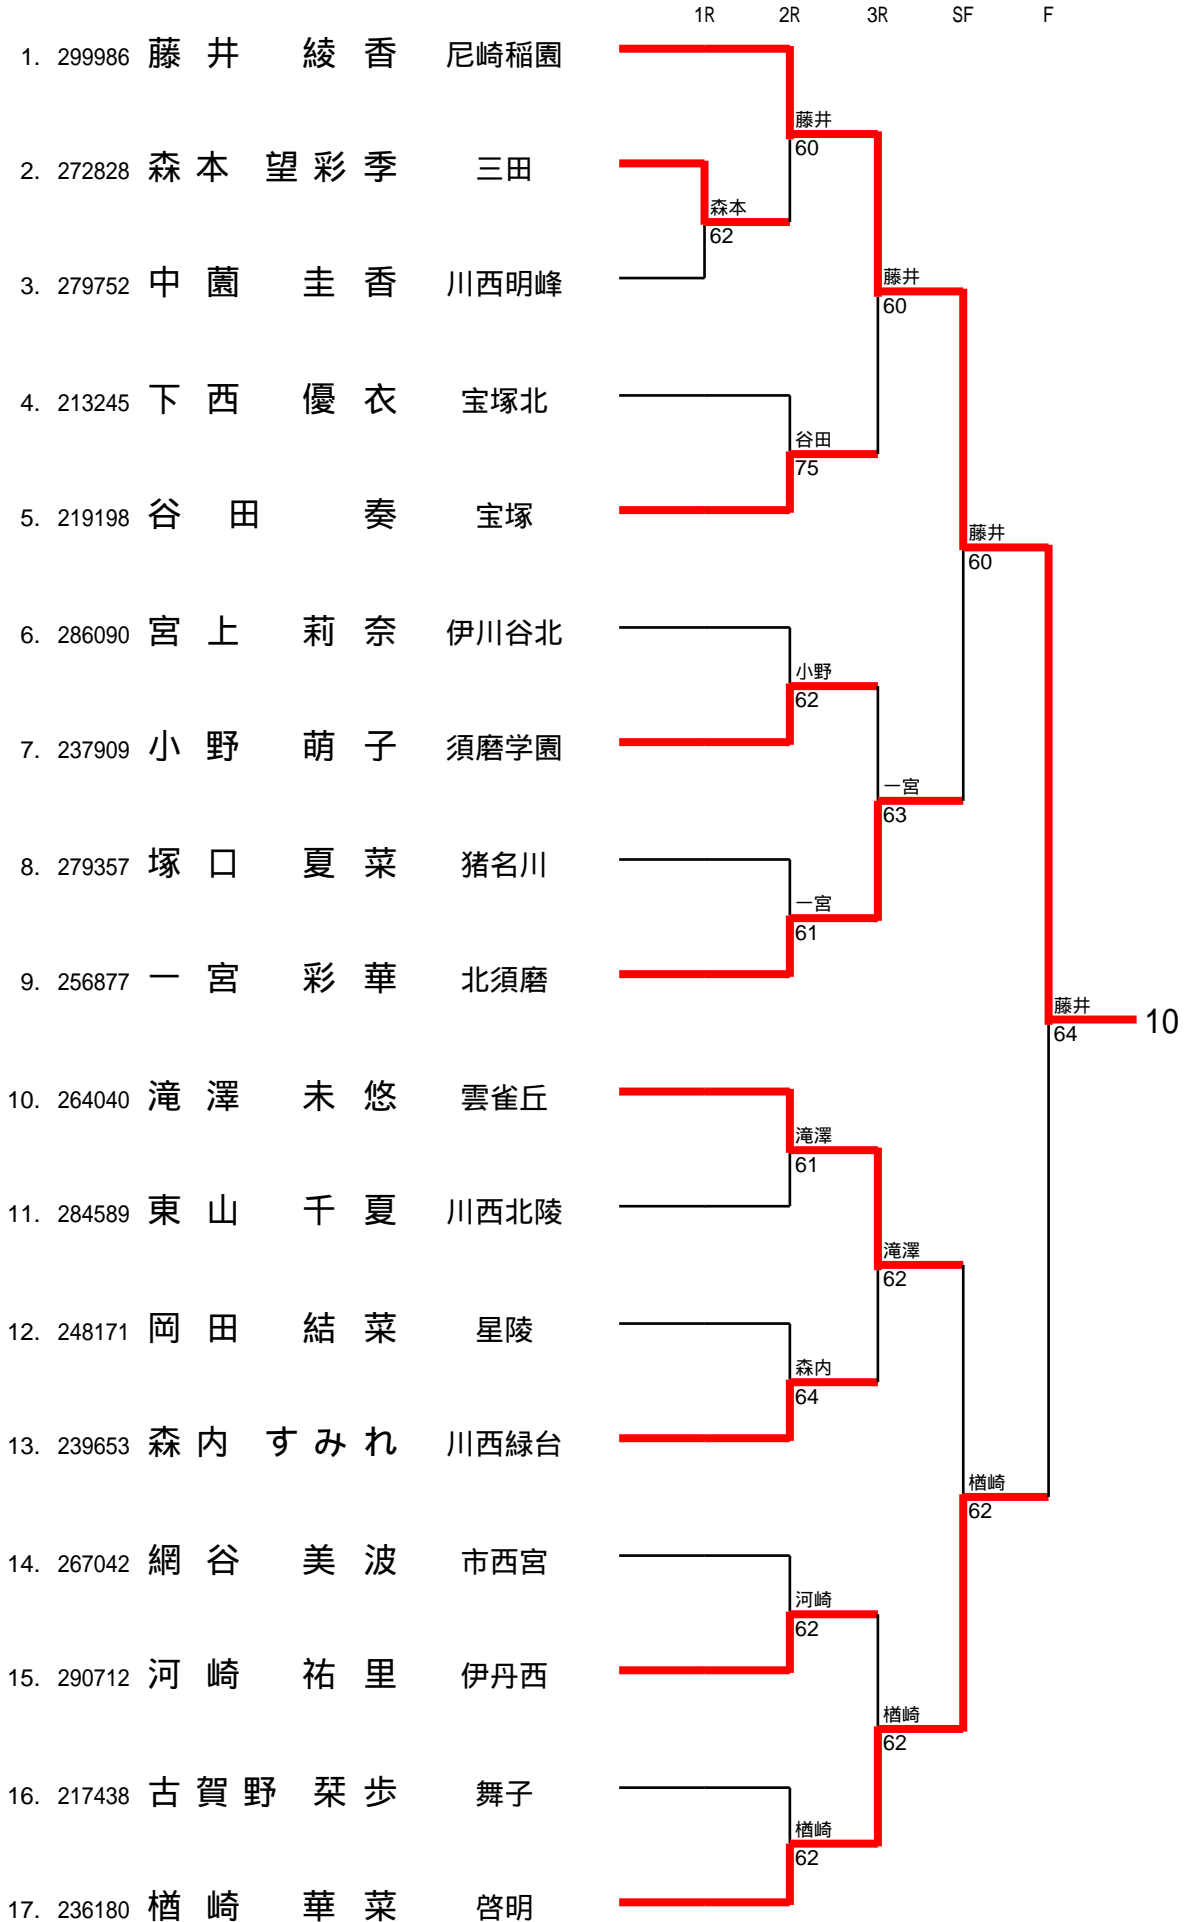 1R 2R 3R SF F
1. 299986 藤井 綾香 尼崎稲園
藤井
60
2. 272828 森本 望彩季 三田
森本
62
3. 279752 中薗 圭香 川西明峰
藤井
60
4. 213245 下西 優衣 宝塚北
谷田
75
5. 219198 谷田 奏 宝塚
藤井
60
6. 286090 宮上 莉奈 伊川谷北
小野
62
7. 237909 小野 萌子 須磨学園
一宮
63
8. 279357 塚口 夏菜 猪名川
一宮
61
9. 256877 一宮 彩華 北須磨
藤井
64
10
10. 264040 滝澤 未悠 雲雀丘
滝澤
61
11. 284589 東山 千夏 川西北陵
滝澤
62
12. 248171 岡田 結菜 星陵
森内
64
13. 239653 森内 すみれ 川西緑台
楢崎
62
14. 267042 網谷 美波 市西宮
河崎
62
15. 290712 河崎 祐里 伊丹西
楢崎
62
16. 217438 古賀野 栞歩 舞子
楢崎
62
17. 236180 楢崎 華菜 啓明